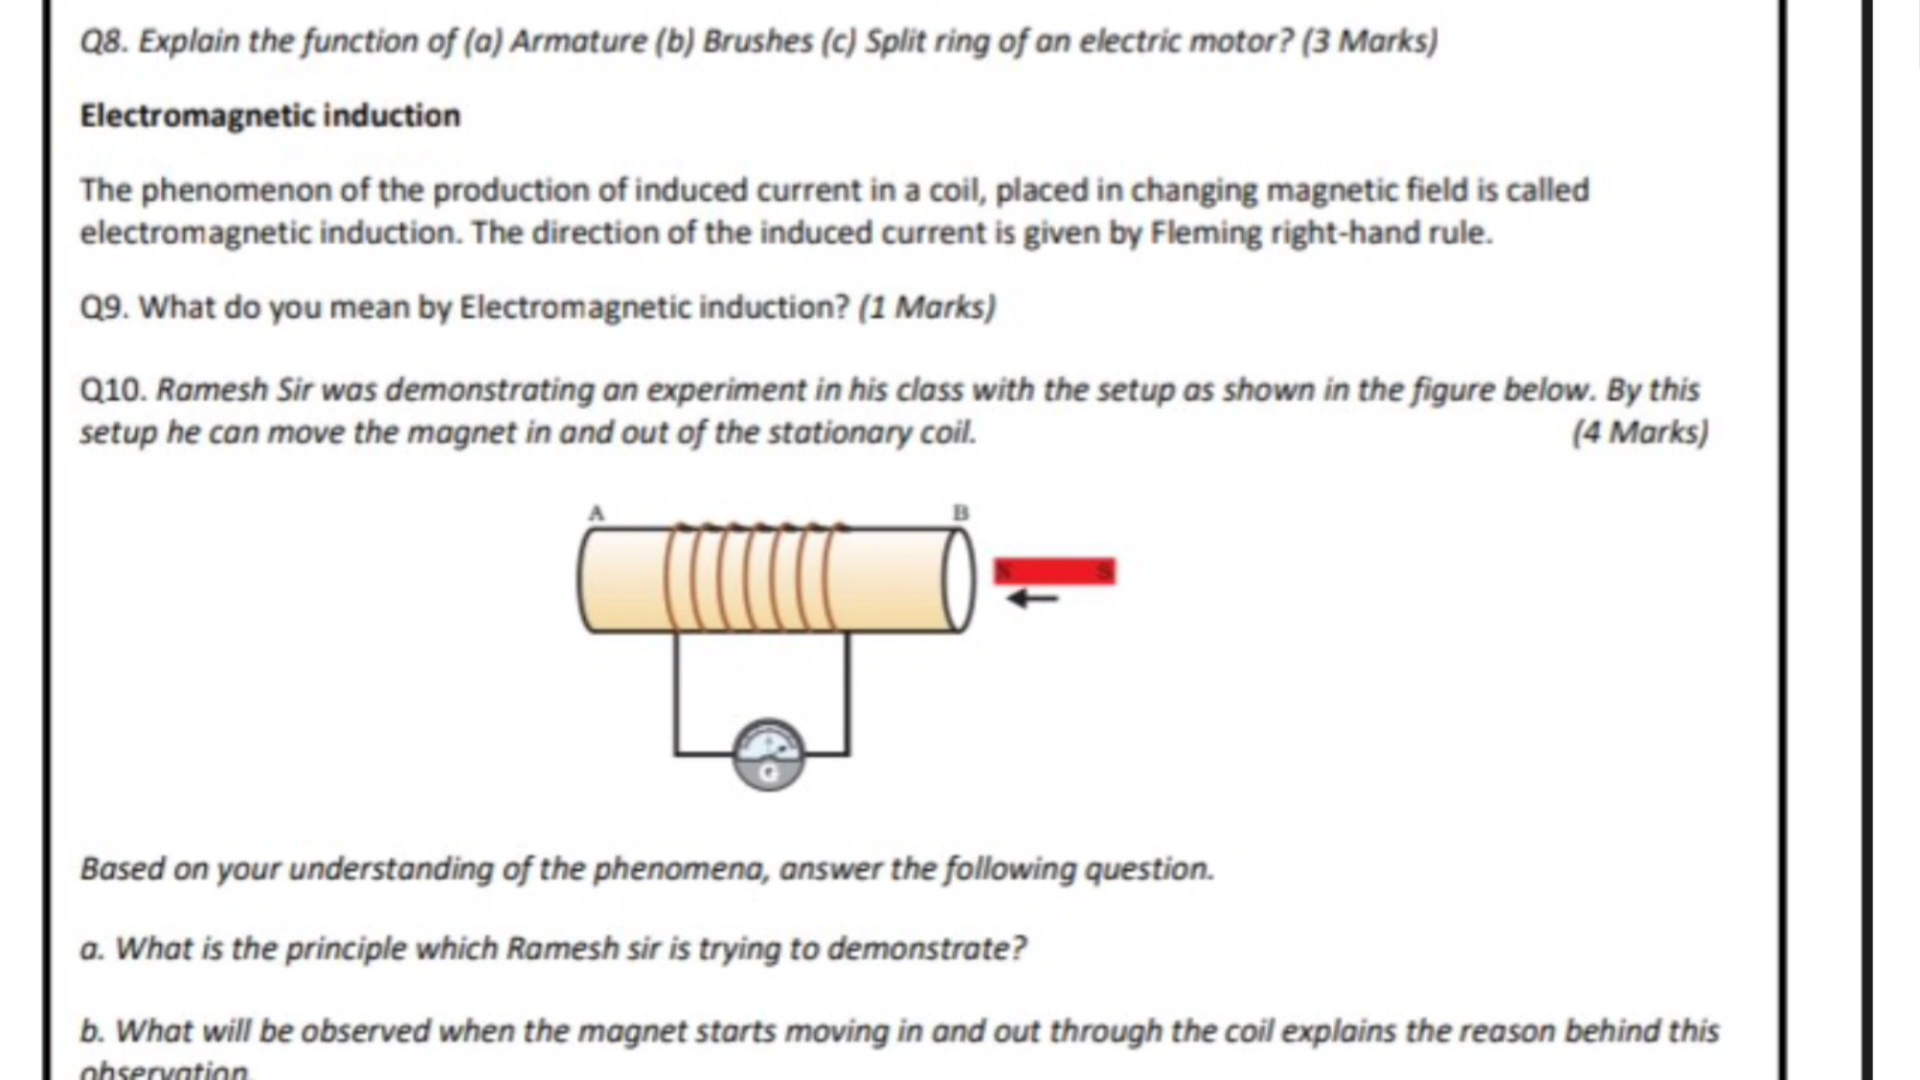 Q8. Explain the function of (a) Armature (b) Brushes (c) Split ring of an electric motor? (3 Marks)
Electromagnetic induction
The phenomenon of the production of induced current in a coil, placed in changing magnetic field is called
electromagnetic induction. The direction of the induced current is given by Fleming right-hand rule.
Q9. What do you mean by Electromagnetic induction? (1 Marks)
Q10. Ramesh Sir was demonstrating an experiment in his class with the setup as shown in the figure below. By this
setup he can move the magnet in and out of the stationary coil. (4 Marks)
A B
N S
G
Based on your understanding of the phenomena, answer the following question.
a. What is the principle which Ramesh sir is trying to demonstrate?
b. What will be observed when the magnet starts moving in and out through the coil explains the reason behind this
observation.